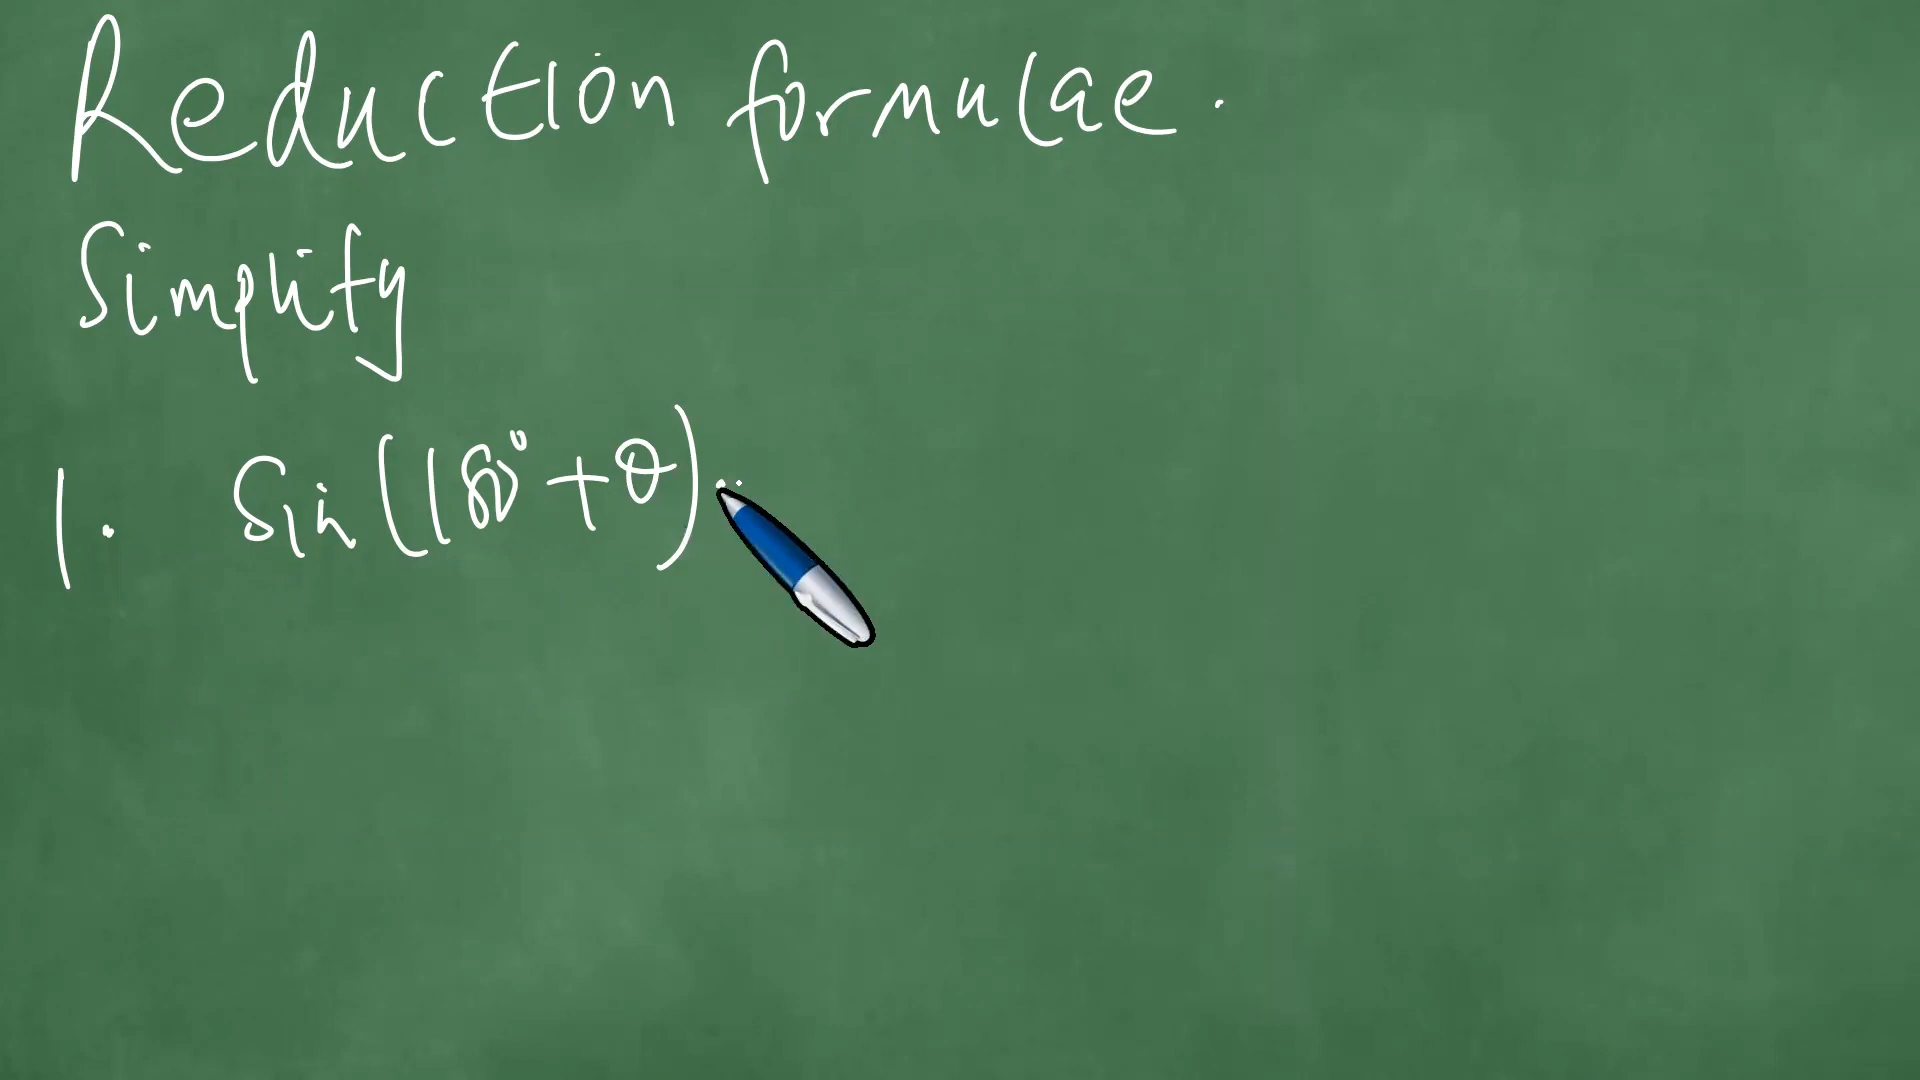 Reduction formulae.
Simplify
1. Sin (180° + θ).